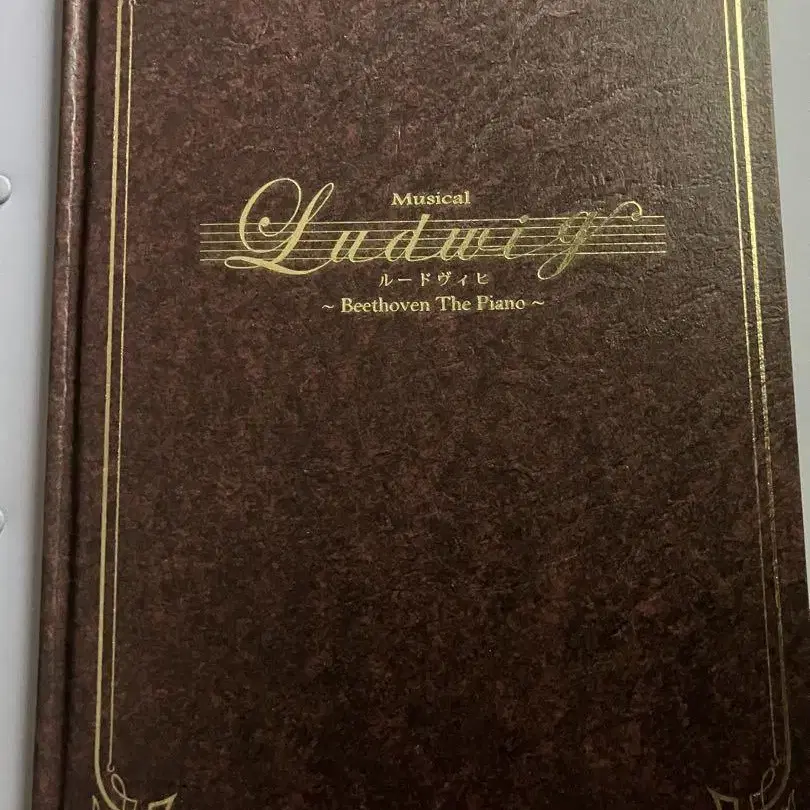 Musical
Ludwig
ルードヴィヒ
~ Beethoven The Piano ~